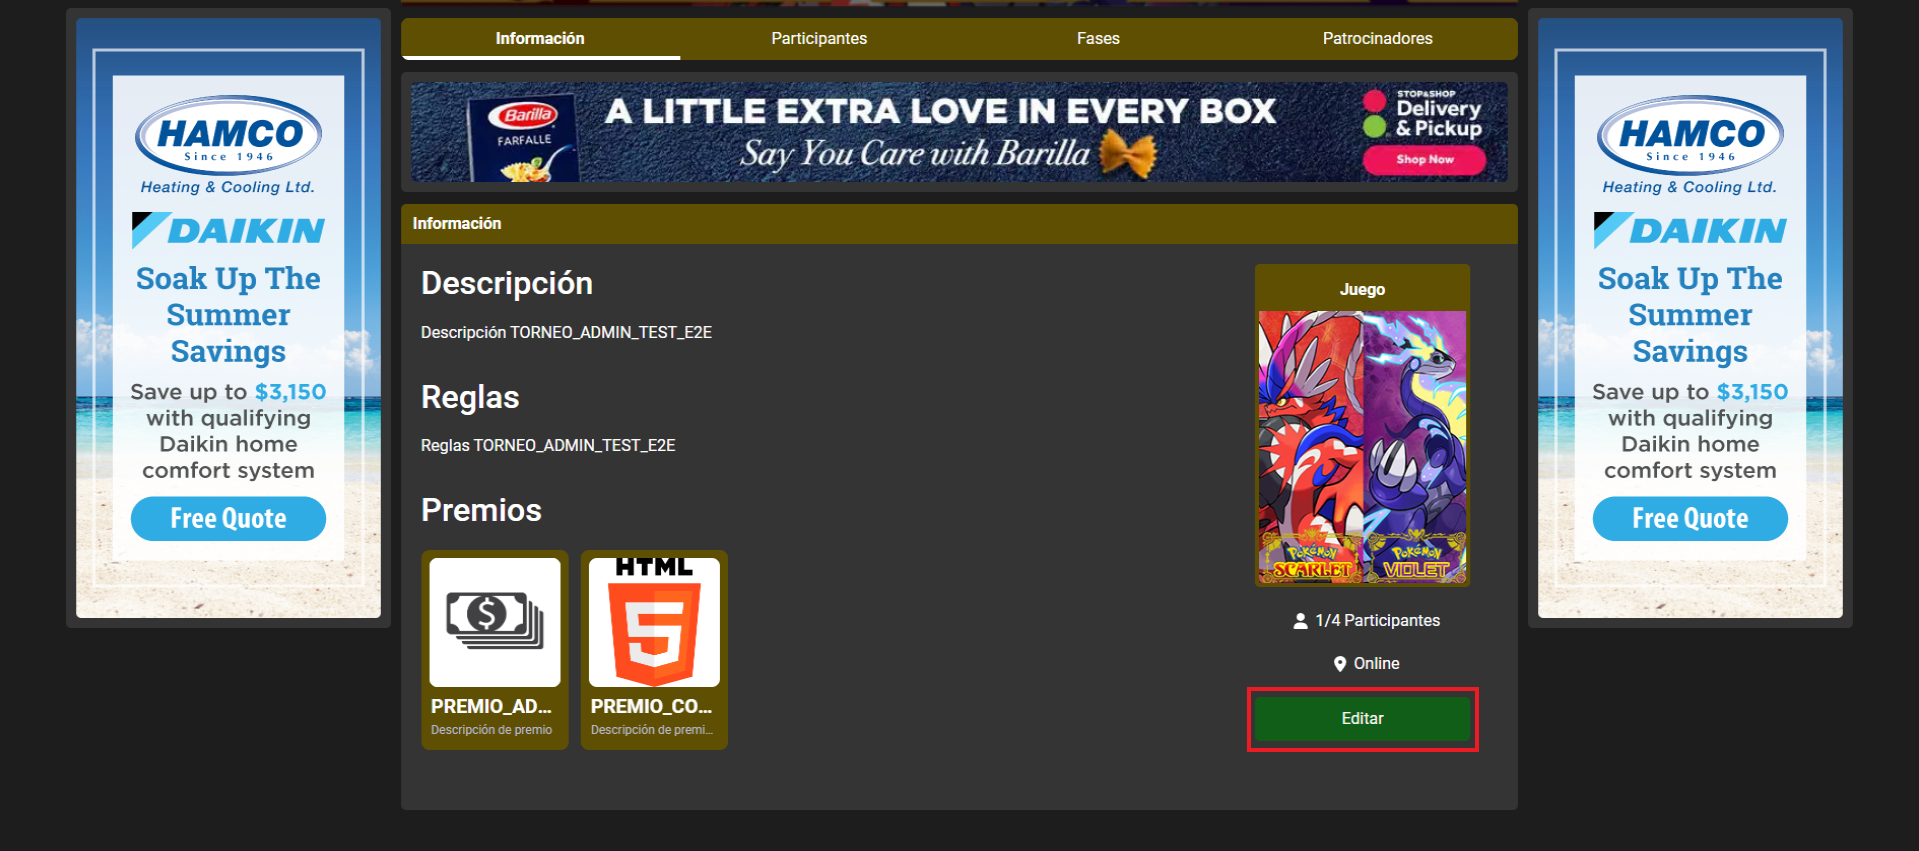 HAMCO
Since 1946
Heating & Cooling Ltd.
DAIKIN
Soak Up The
Summer
Savings
Save up to $3,150
with qualifying
Daikin home
comfort system
Free Quote
Información
Participantes
Fases
Patrocinadores
Barilla
FARFALLE
A LITTLE EXTRA LOVE IN EVERY BOX
Say You Care with Barilla
STOP&SHOP
Delivery
& Pickup
Shop Now
Información
Descripción
Descripción TORNEO_ADMIN_TEST_E2E
Reglas
Reglas TORNEO_ADMIN_TEST_E2E
Premios
HTML
5
PREMIO_AD...
Descripción de premio
PREMIO_CO...
Descripción de premi...
Juego
POKÉMON
SCARLET
POKÉMON
VIOLET
1/4 Participantes
Online
Editar
HAMCO
Since 1946
Heating & Cooling Ltd.
DAIKIN
Soak Up The
Summer
Savings
Save up to $3,150
with qualifying
Daikin home
comfort system
Free Quote